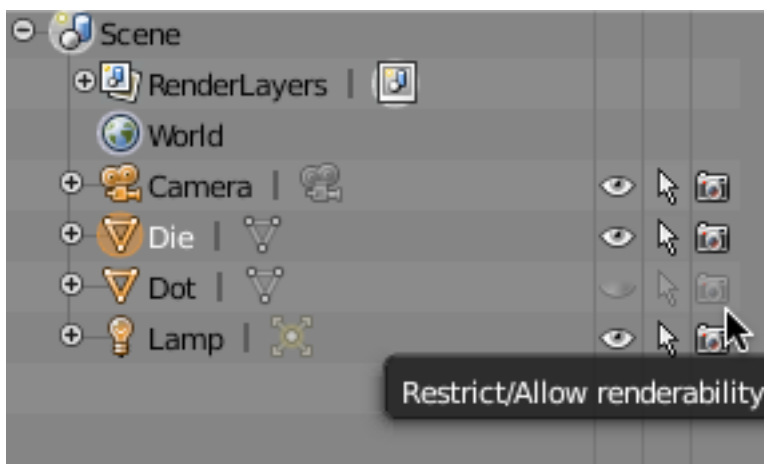 Scene
RenderLayers |
World
Camera |
Die |
Dot |
Lamp |
Restrict/Allow renderability